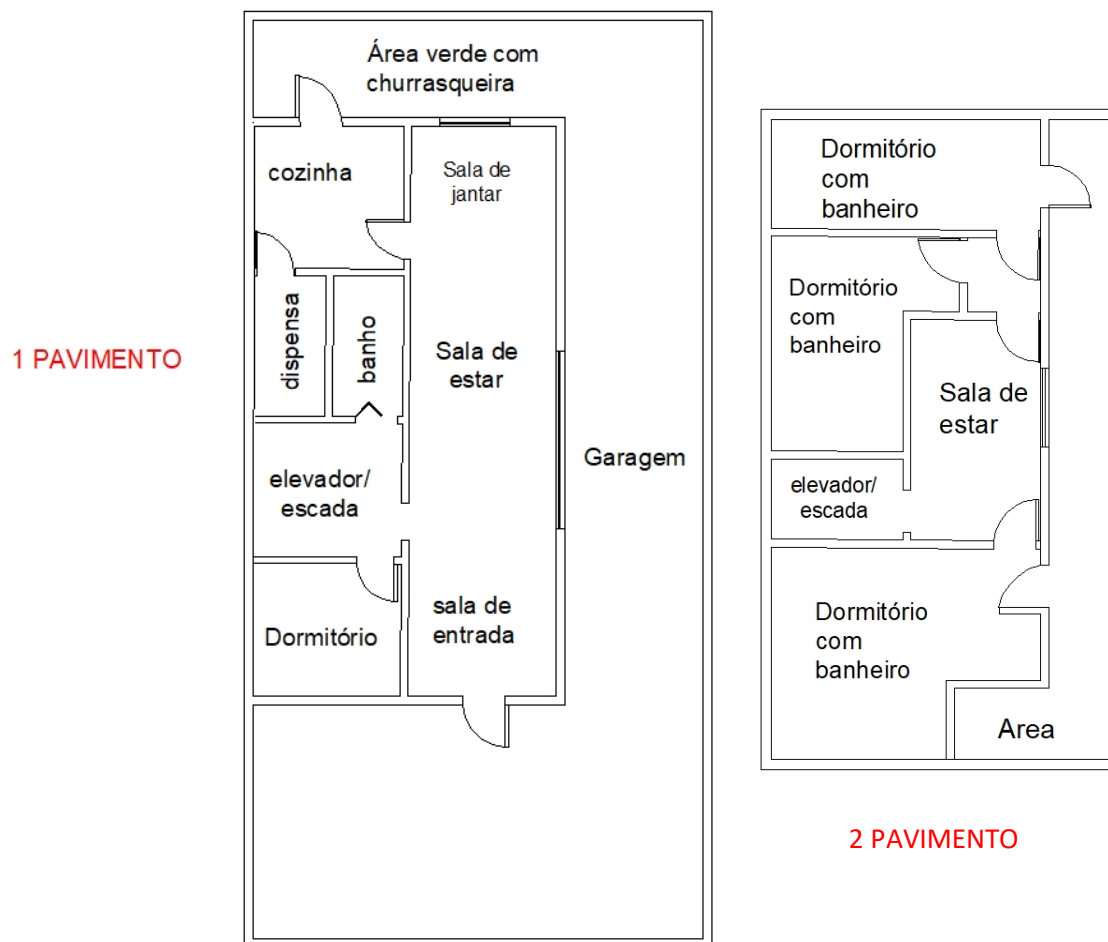 Área verde com
churrasqueira
cozinha
Sala de
jantar
dispensa
banho
Sala de
estar
1 PAVIMENTO
Garagem
elevador/
escada
sala de
entrada
Dormitório
Dormitório
com
banheiro
Dormitório
com
banheiro
Sala de
estar
elevador/
escada
Dormitório
com
banheiro
Area
2 PAVIMENTO